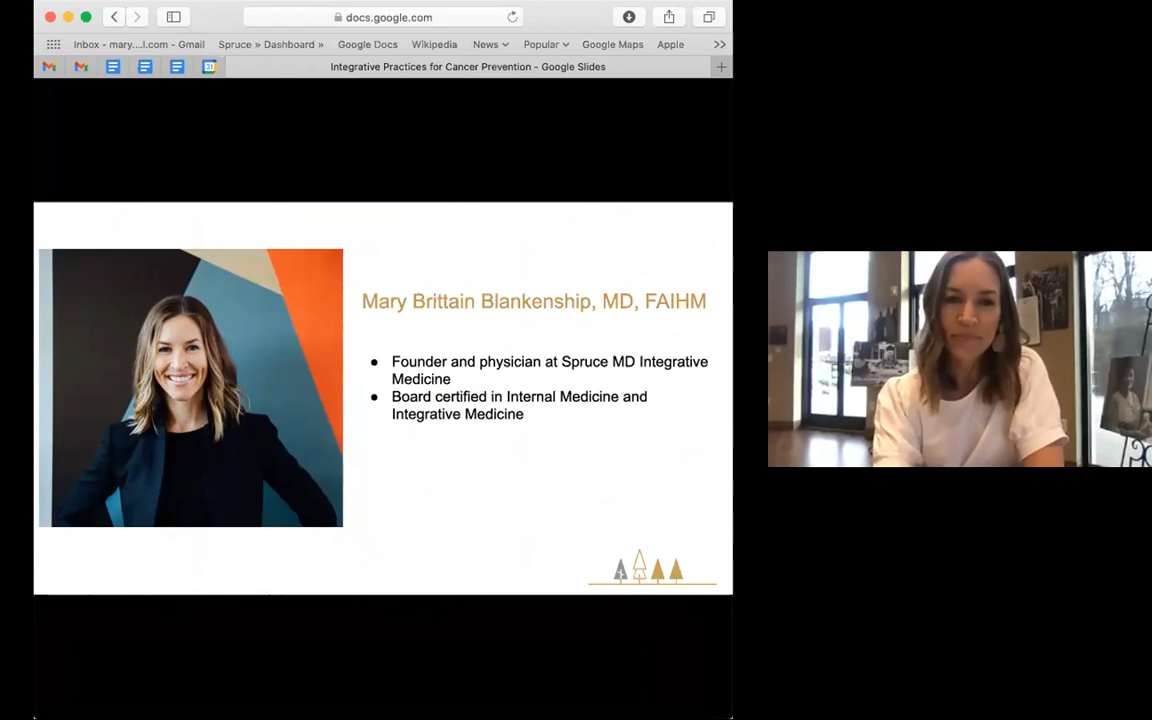 docs.google.com
Inbox - mary....l.com - Gmail Spruce » Dashboard » Google Docs Wikipedia News Popular Google Maps Apple >>
31 Integrative Practices for Cancer Prevention - Google Slides +
Mary Brittain Blankenship, MD, FAIHM
● Founder and physician at Spruce MD Integrative
Medicine
● Board certified in Internal Medicine and
Integrative Medicine